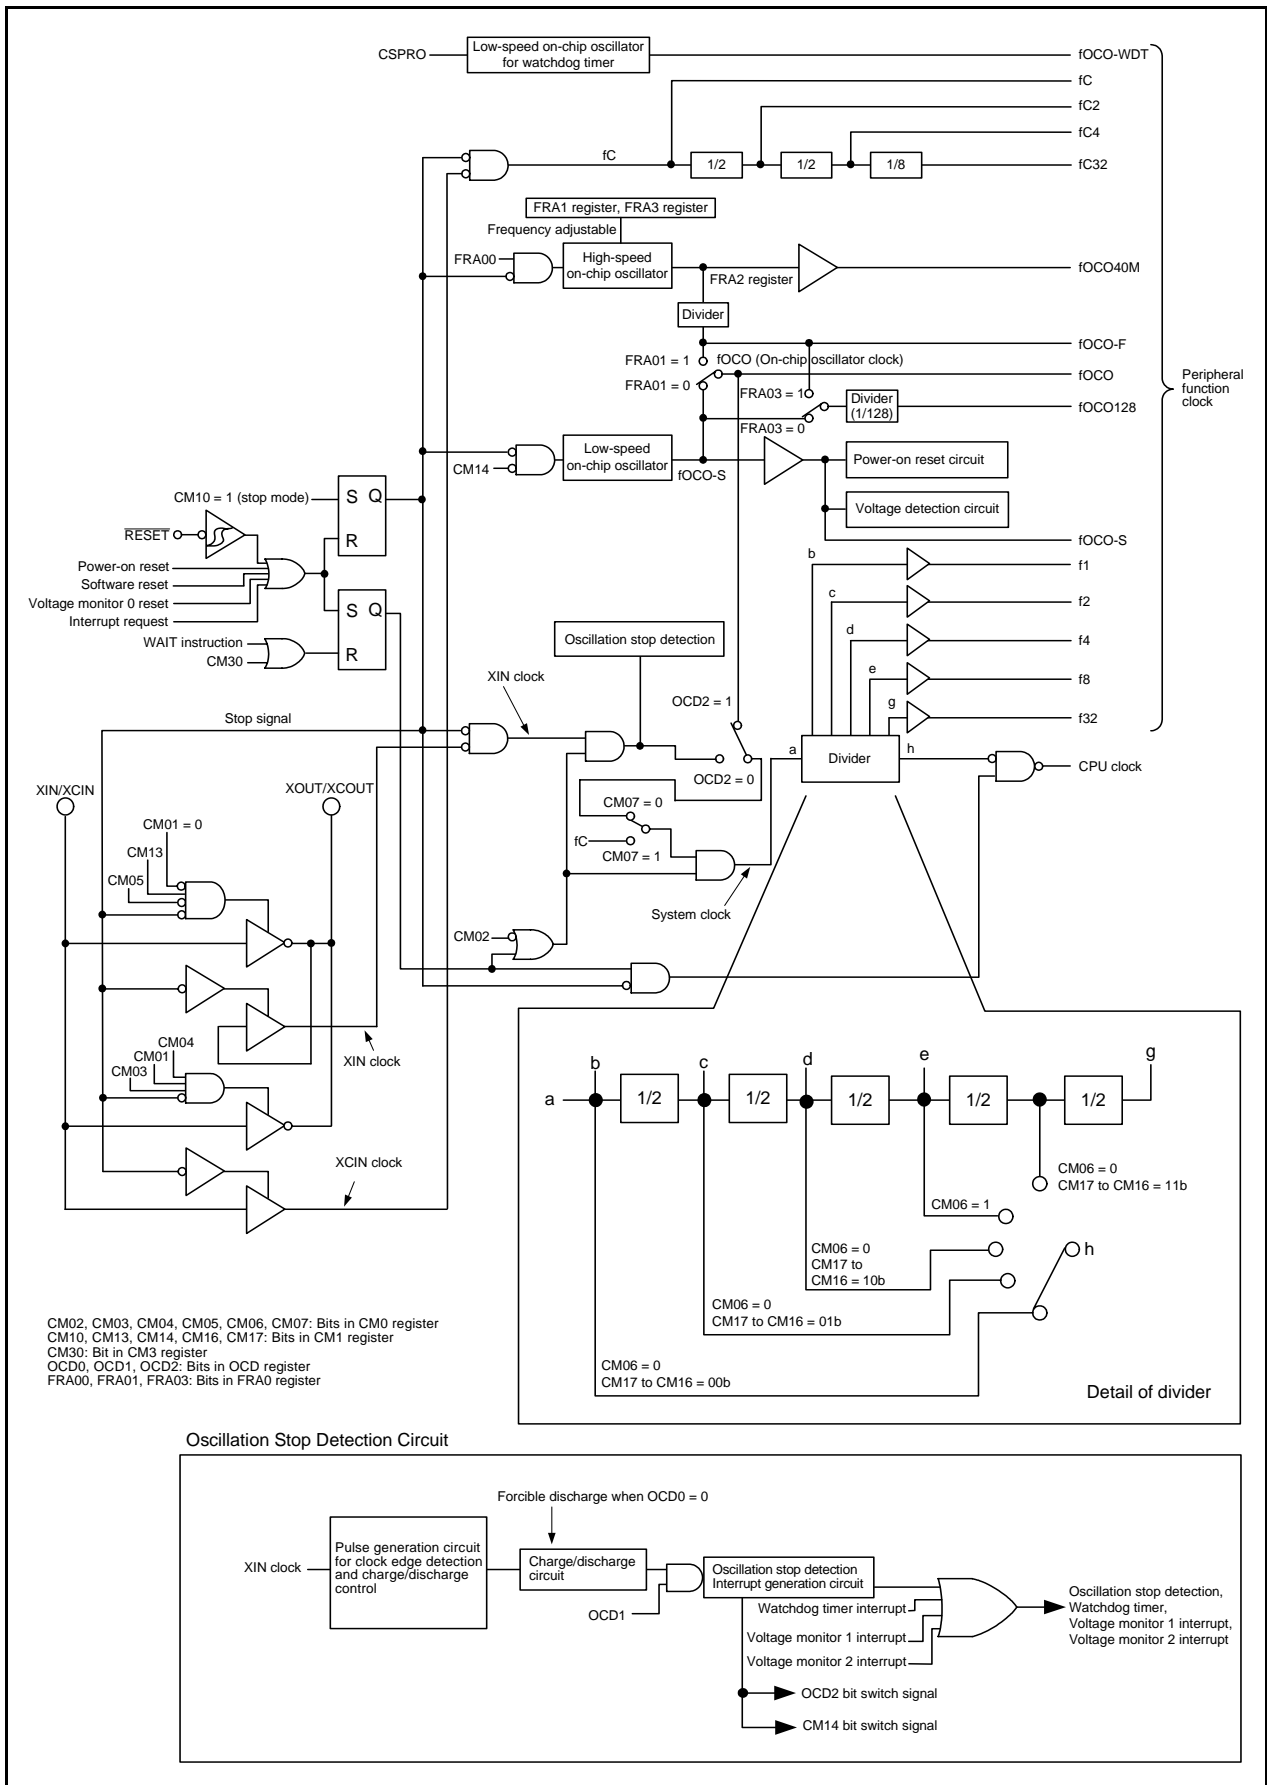 CSPRO
Low-speed on-chip oscillator
for watchdog timer
fOCO-WDT
fC
fC2
fC4
fC
1/2
1/2
1/8
fC32
FRA1 register, FRA3 register
Frequency adjustable
FRA00
High-speed
on-chip oscillator
FRA2 register
fOCO40M
Divider
fOCO-F
FRA01 = 1
fOCO (On-chip oscillator clock)
fOCO
FRA01 = 0
FRA03 = 1
Divider
(1/128)
fOCO128
FRA03 = 0
Peripheral
function
clock
Low-speed
on-chip oscillator
CM14
fOCO-S
Power-on reset circuit
Voltage detection circuit
fOCO-S
CM10 = 1 (stop mode)
S Q
R
RESET
Power-on reset
Software reset
Voltage monitor 0 reset
Interrupt request
S Q
R
WAIT instruction
CM30
b
f1
c
f2
d
f4
e
f8
g
f32
Oscillation stop detection
XIN clock
OCD2 = 1
Stop signal
a
Divider
h
CPU clock
OCD2 = 0
XIN/XCIN
XOUT/XCOUT
CM07 = 0
fC
CM07 = 1
CM01 = 0
CM13
CM05
System clock
CM02
XIN clock
CM04
CM01
CM03
XCIN clock
a
b
1/2
c
1/2
d
1/2
e
1/2
1/2
g
CM06 = 0
CM17 to CM16 = 11b
CM06 = 1
CM06 = 0
CM17 to
CM16 = 10b
h
CM06 = 0
CM17 to CM16 = 01b
CM06 = 0
CM17 to CM16 = 00b
Detail of divider
CM02, CM03, CM04, CM05, CM06, CM07: Bits in CM0 register
CM10, CM13, CM14, CM16, CM17: Bits in CM1 register
CM30: Bit in CM3 register
OCD0, OCD1, OCD2: Bits in OCD register
FRA00, FRA01, FRA03: Bits in FRA0 register
Oscillation Stop Detection Circuit
Forcible discharge when OCD0 = 0
XIN clock
Pulse generation circuit
for clock edge detection
and charge/discharge
control
Charge/discharge
circuit
OCD1
Oscillation stop detection
Interrupt generation circuit
Watchdog timer interrupt
Voltage monitor 1 interrupt
Voltage monitor 2 interrupt
Oscillation stop detection,
Watchdog timer,
Voltage monitor 1 interrupt,
Voltage monitor 2 interrupt
OCD2 bit switch signal
CM14 bit switch signal